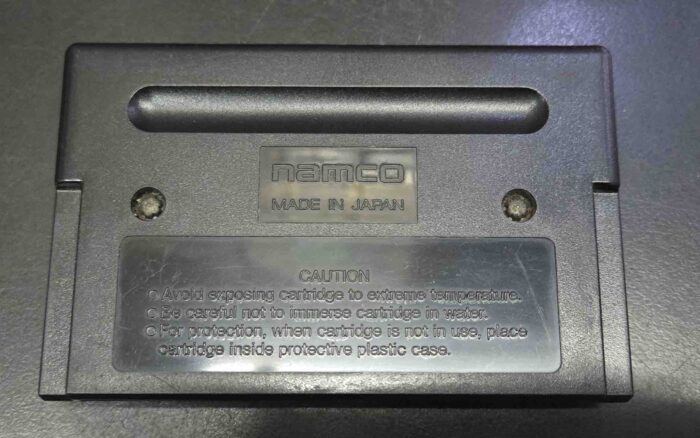 namco
MADE IN JAPAN
CAUTION
○ Avoid exposing cartridge to extreme temperature.
○ Be careful not to immerse cartridge in water.
○ For protection, when cartridge is not in use, place
cartridge inside protective plastic case.